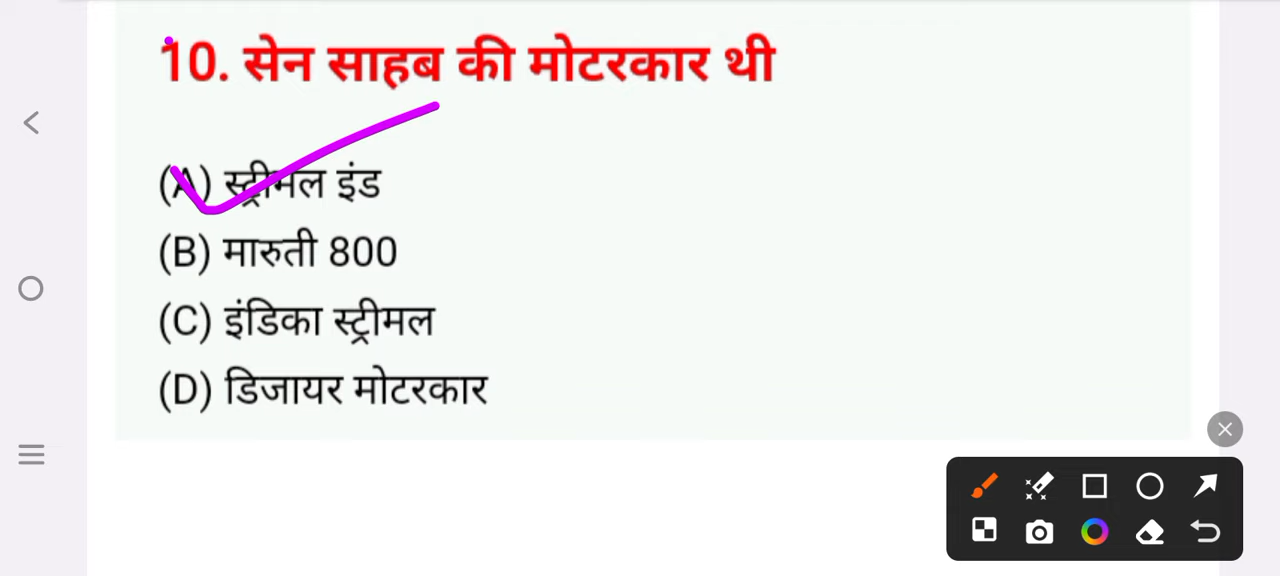 10. सेन साहब की मोटरकार थी
(A) स्ट्रीमल इंड
(B) मारुती 800
(C) इंडिका स्ट्रीमल
(D) डिजायर मोटरकार